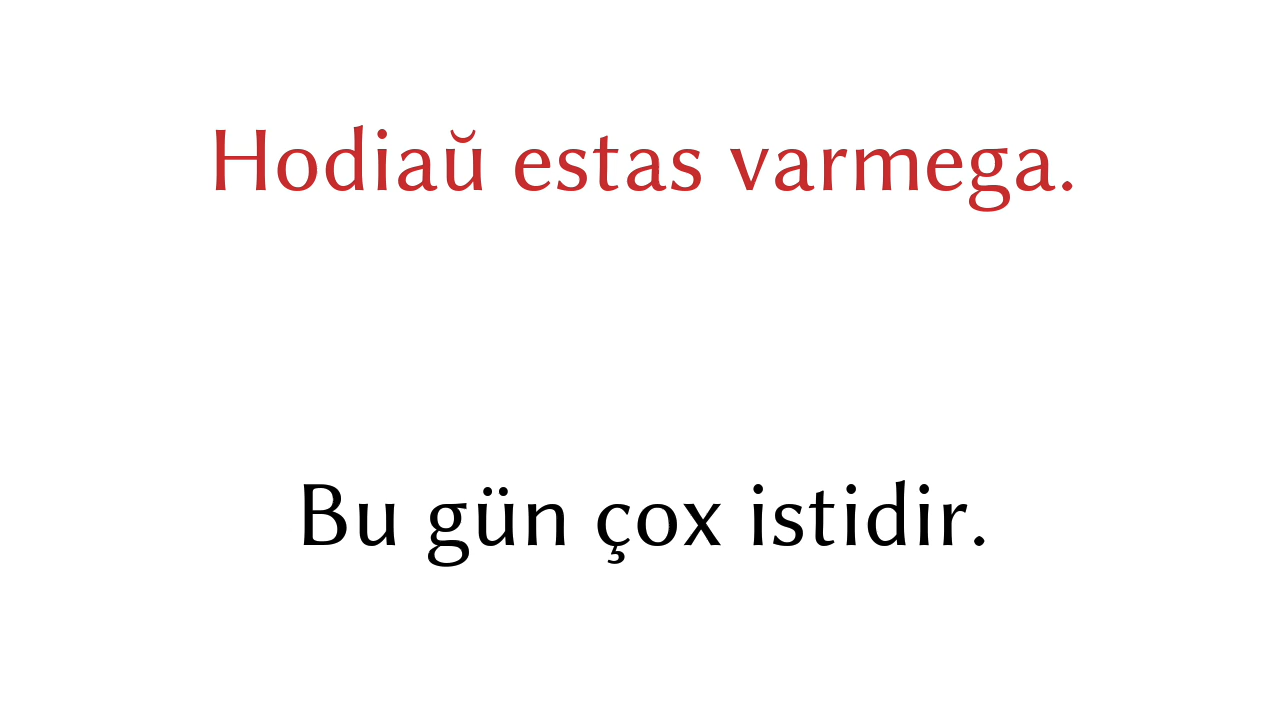 Hodiaŭ estas varmega.
Bu gün çox istidir.